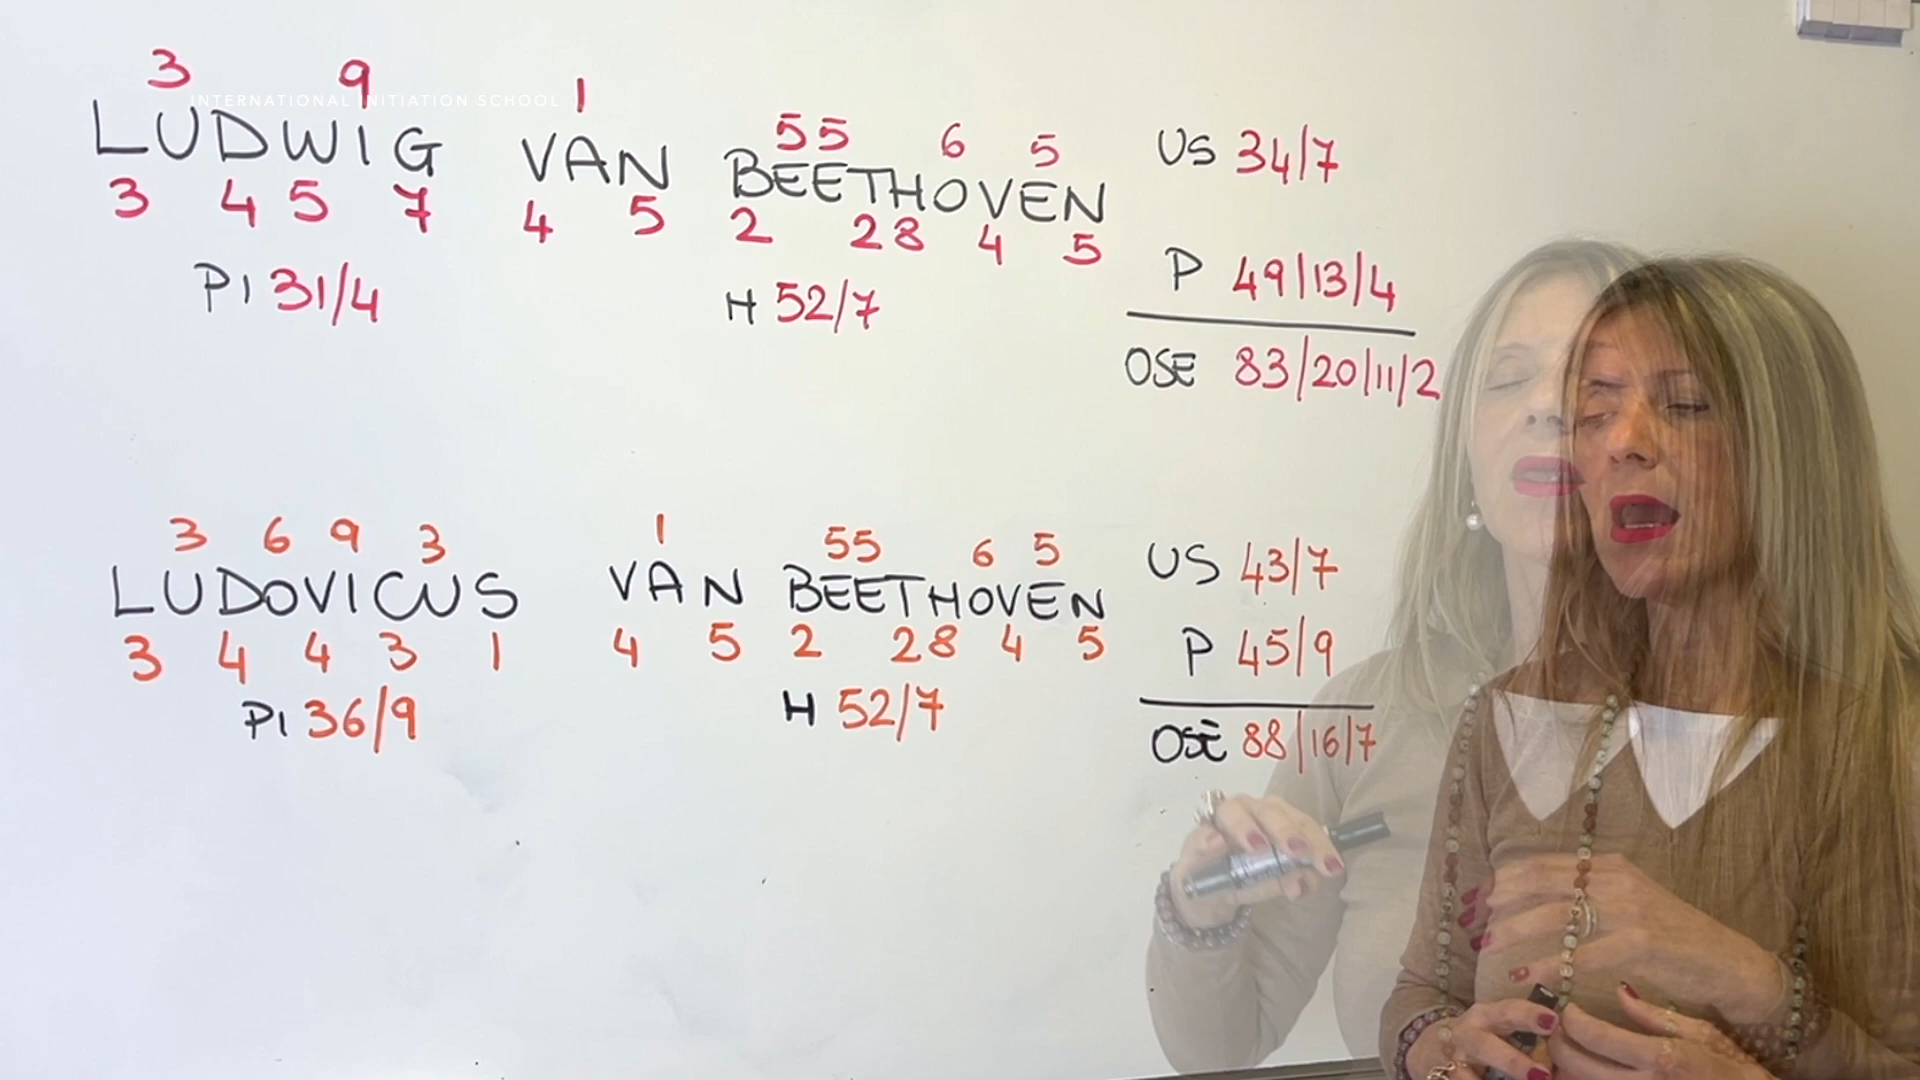 3 9 1 55 6 5
INTERNATIONAL INITIATION SCHOOL
LUDWIG VAN BEETHOVEN US 34/7
3 4 5 7 4 5 2 28 4 5
PI 31/4 H 52/7 P 49/13/4
OSE 83/20/11/2
3 6 9 3 1 55 6 5
LUDOVICUS VAN BEETHOVEN US 43/7
3 4 4 3 1 4 5 2 28 4 5 P 45/9
PI 36/9 H 52/7
OSE 88/16/7